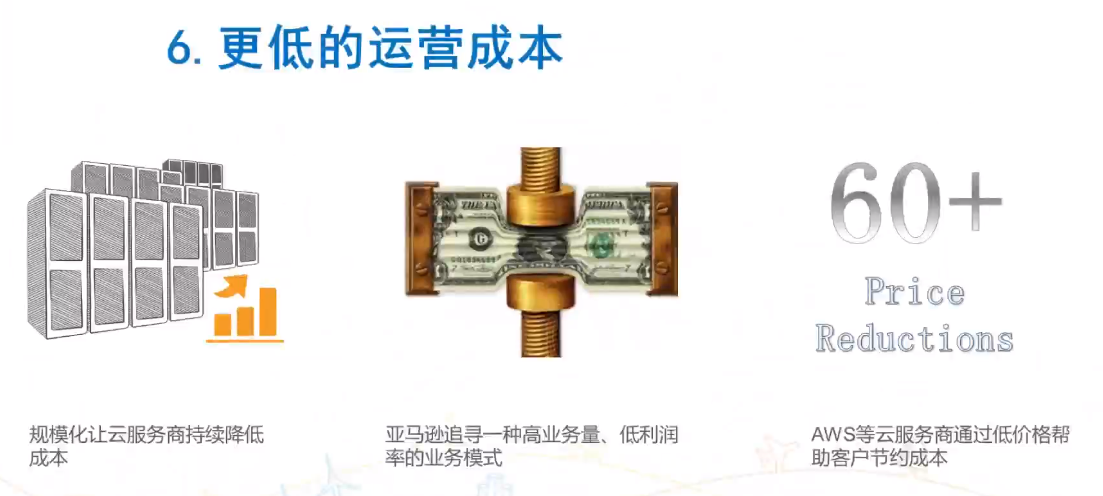 6. 更低的运营成本
60+
Price
Reductions
规模化让云服务商持续降低
成本
亚马逊追寻一种高业务量、低利润
率的业务模式
AWS等云服务商通过低价格帮
助客户节约成本